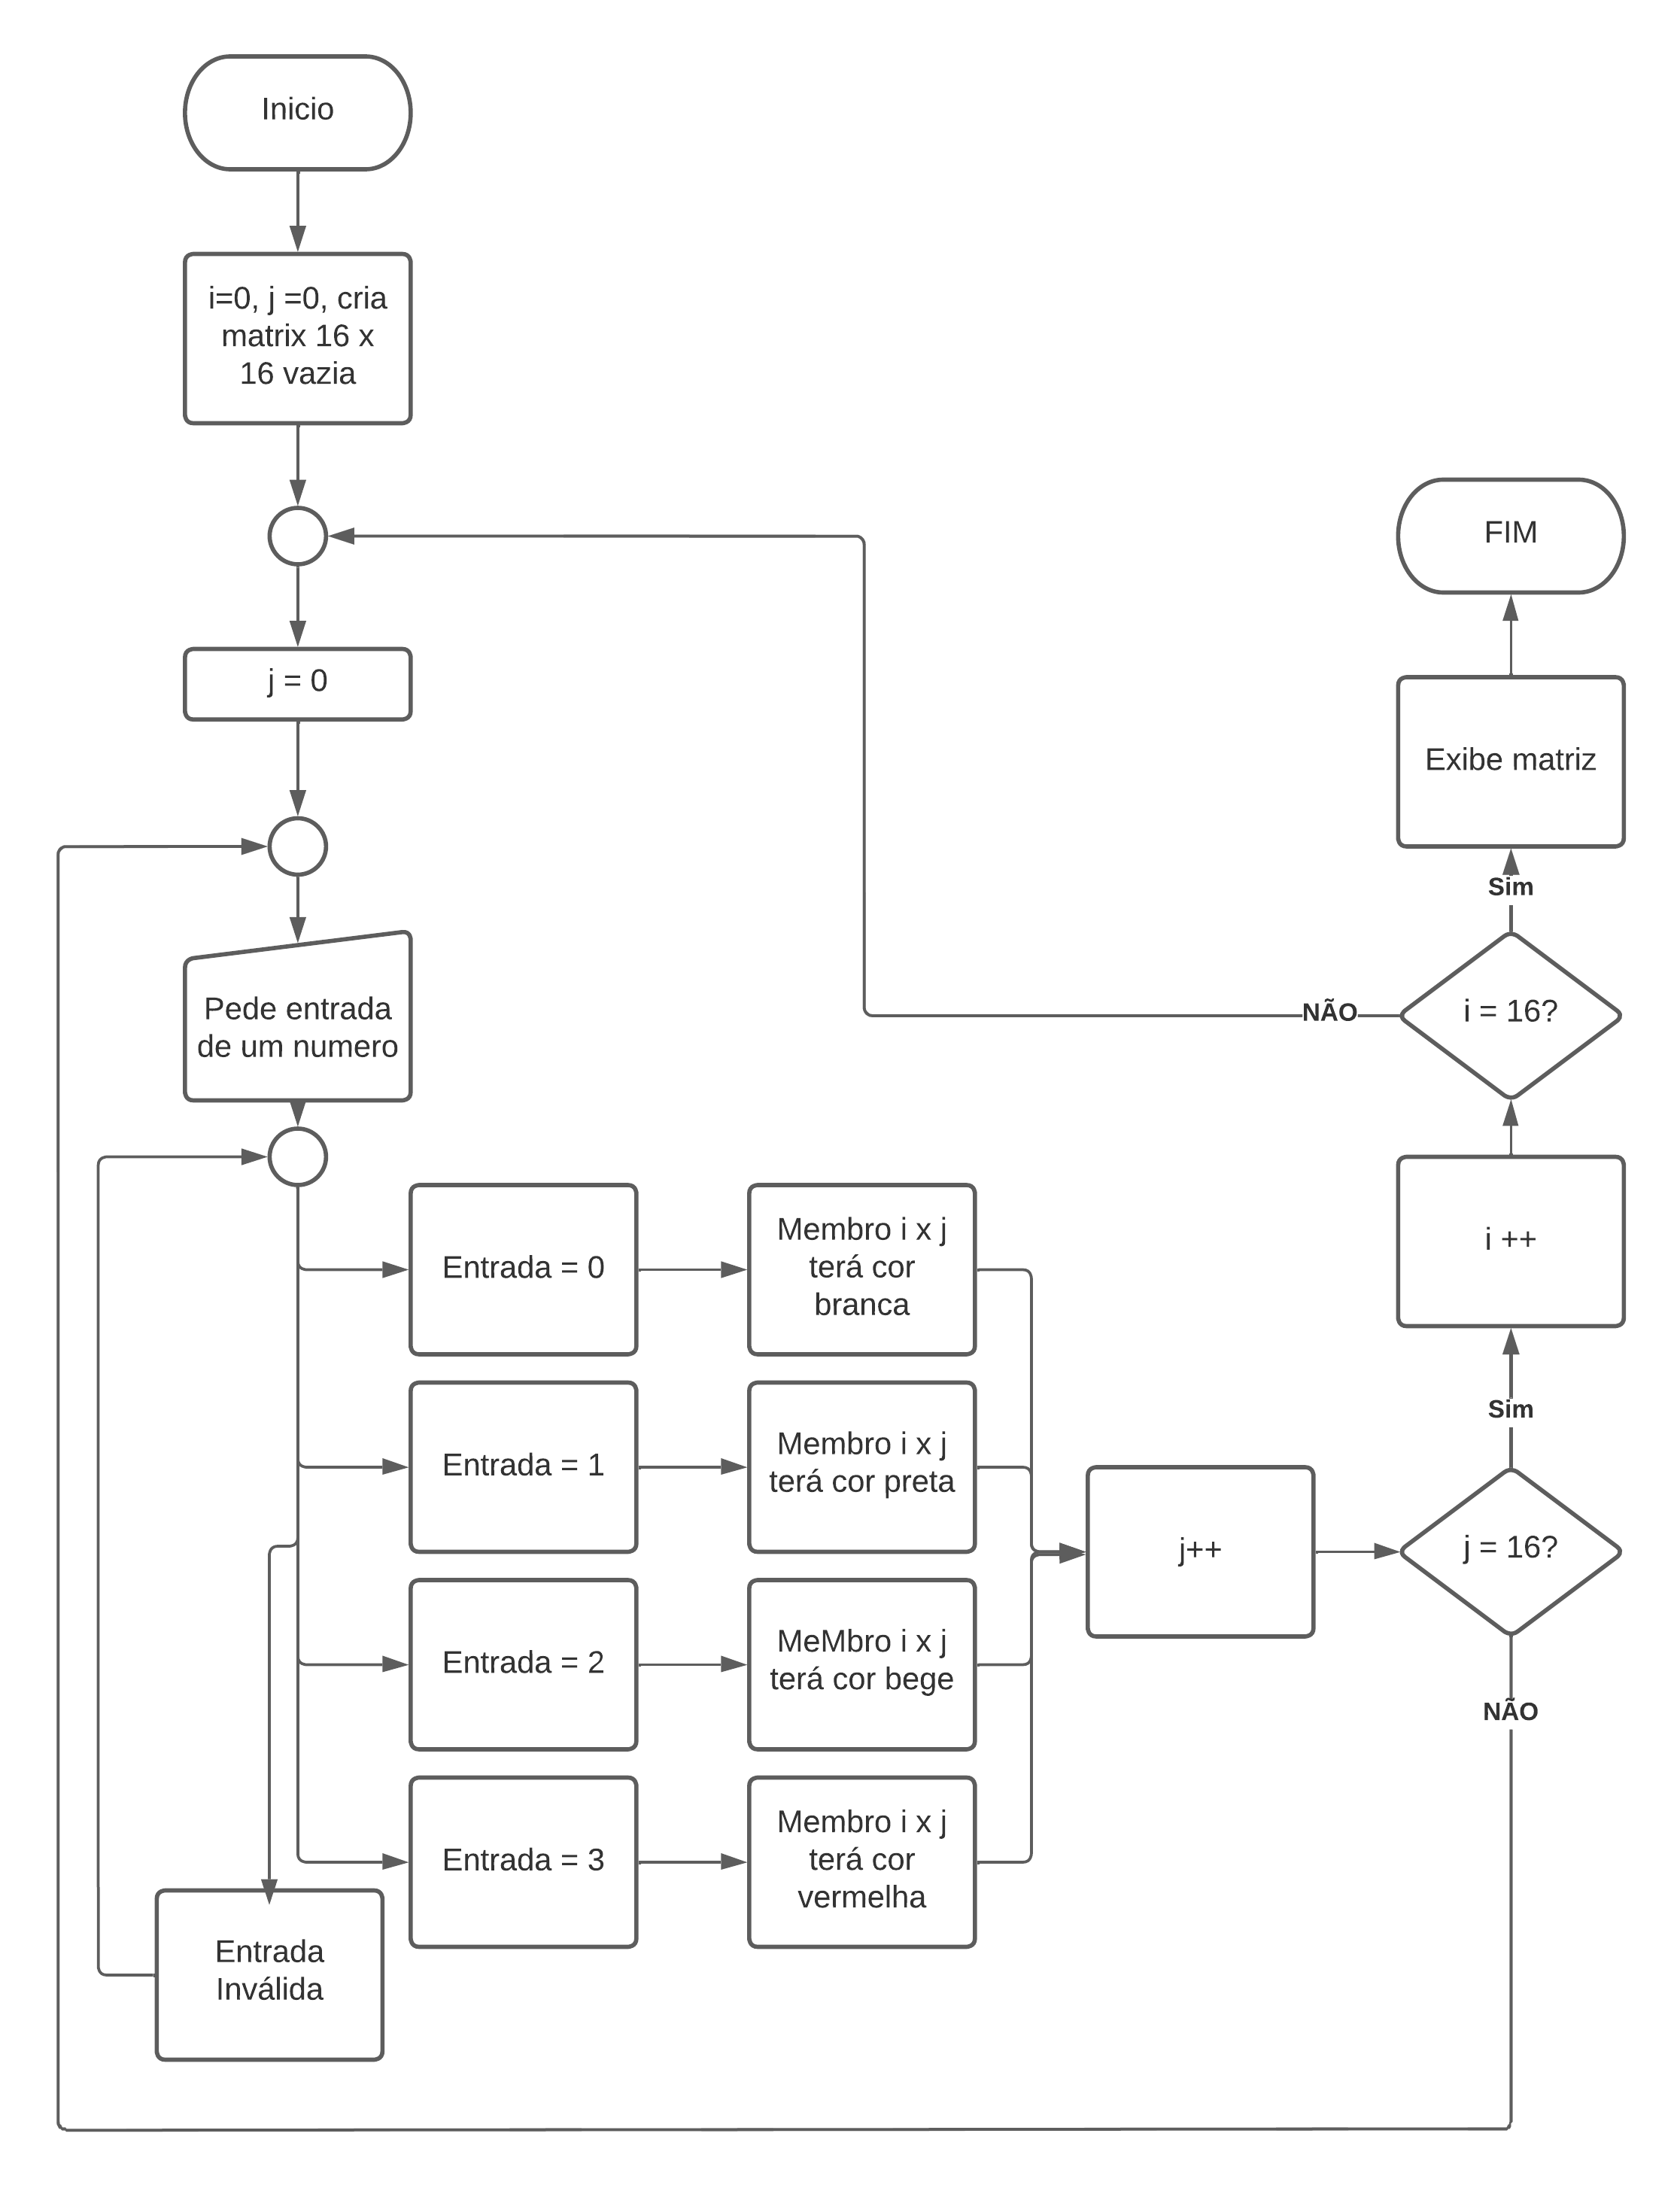 Inicio
i=0, j =0, cria
matrix 16 x
16 vazia
j = 0
Pede entrada
de um numero
Entrada = 0
Membro i x j
terá cor
branca
Entrada = 1
Membro i x j
terá cor preta
Entrada = 2
MeMbro i x j
terá cor bege
Entrada = 3
Membro i x j
terá cor
vermelha
Entrada
Inválida
j++
j = 16?
NÃO
Sim
i ++
i = 16?
NÃO
Sim
Exibe matriz
FIM